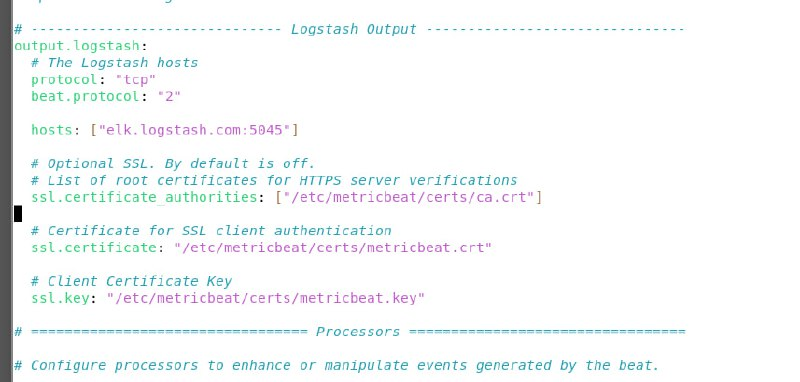 # ------------------------------ Logstash Output -------------------------------
output.logstash:
# The Logstash hosts
protocol: "tcp"
beat.protocol: "2"
hosts: ["elk.logstash.com:5045"]
# Optional SSL. By default is off.
# List of root certificates for HTTPS server verifications
ssl.certificate_authorities: ["/etc/metricbeat/certs/ca.crt"]
# Certificate for SSL client authentication
ssl.certificate: "/etc/metricbeat/certs/metricbeat.crt"
# Client Certificate Key
ssl.key: "/etc/metricbeat/certs/metricbeat.key"
# ================================= Processors =================================
# Configure processors to enhance or manipulate events generated by the beat.